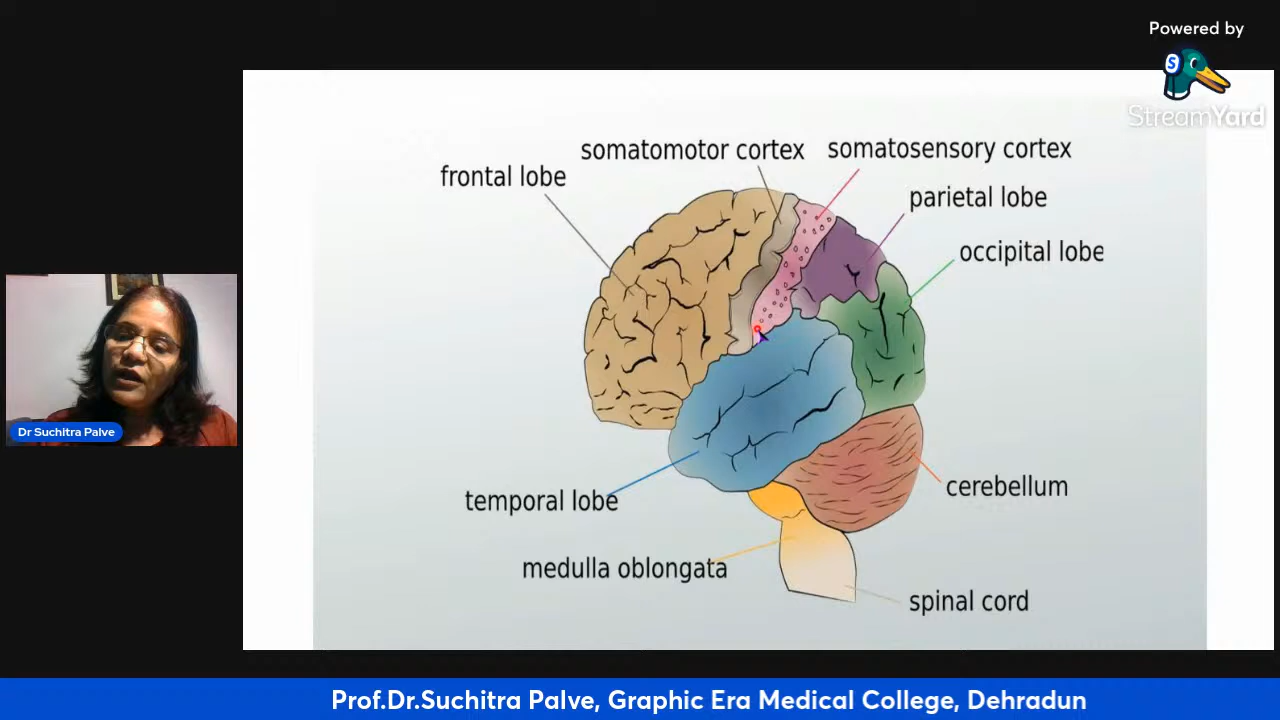 Powered by
S
StreamYard
somatomotor cortex
somatosensory cortex
frontal lobe
parietal lobe
occipital lobe
Dr Suchitra Palve
temporal lobe
cerebellum
medulla oblongata
spinal cord
Prof.Dr.Suchitra Palve, Graphic Era Medical College, Dehradun